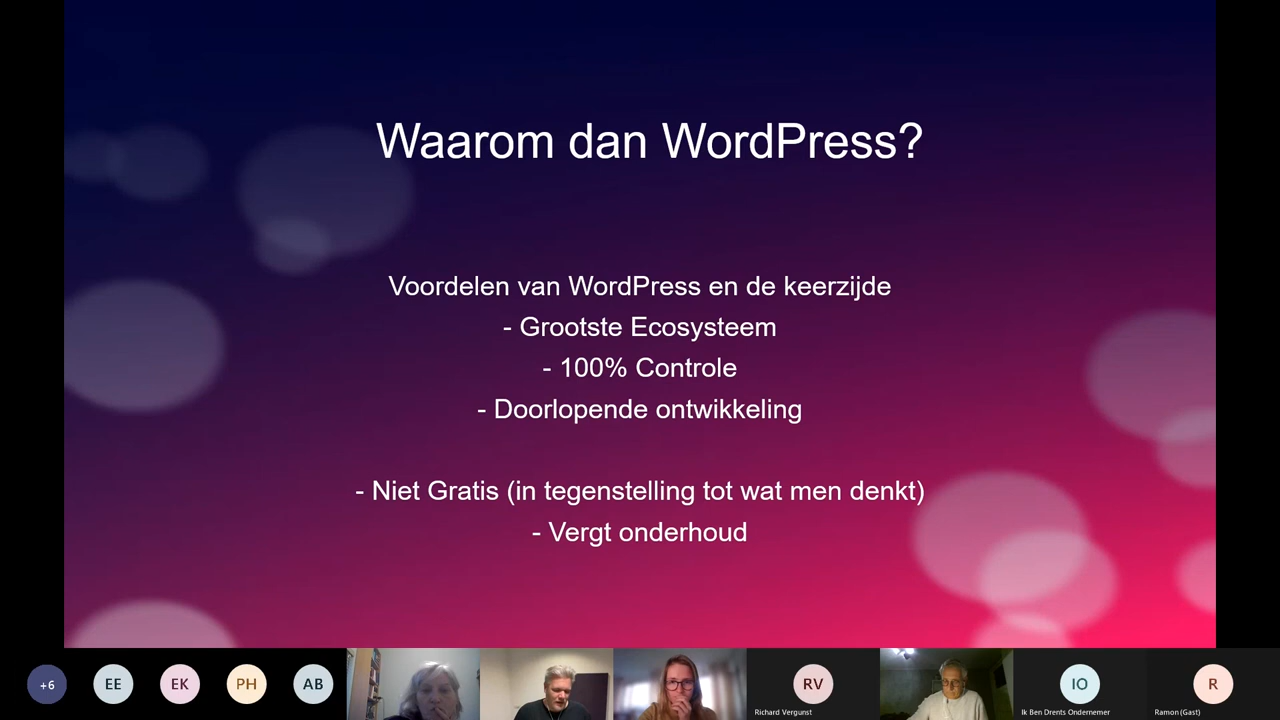 Waarom dan WordPress?
Voordelen van WordPress en de keerzijde
- Grootste Ecosysteem
- 100% Controle
- Doorlopende ontwikkeling
- Niet Gratis (in tegenstelling tot wat men denkt)
- Vergt onderhoud
+6
EE
EK
PH
AB
RV
Richard Vergunst
IO
Ik Ben Drents Ondernemer
R
Ramon (Gast)